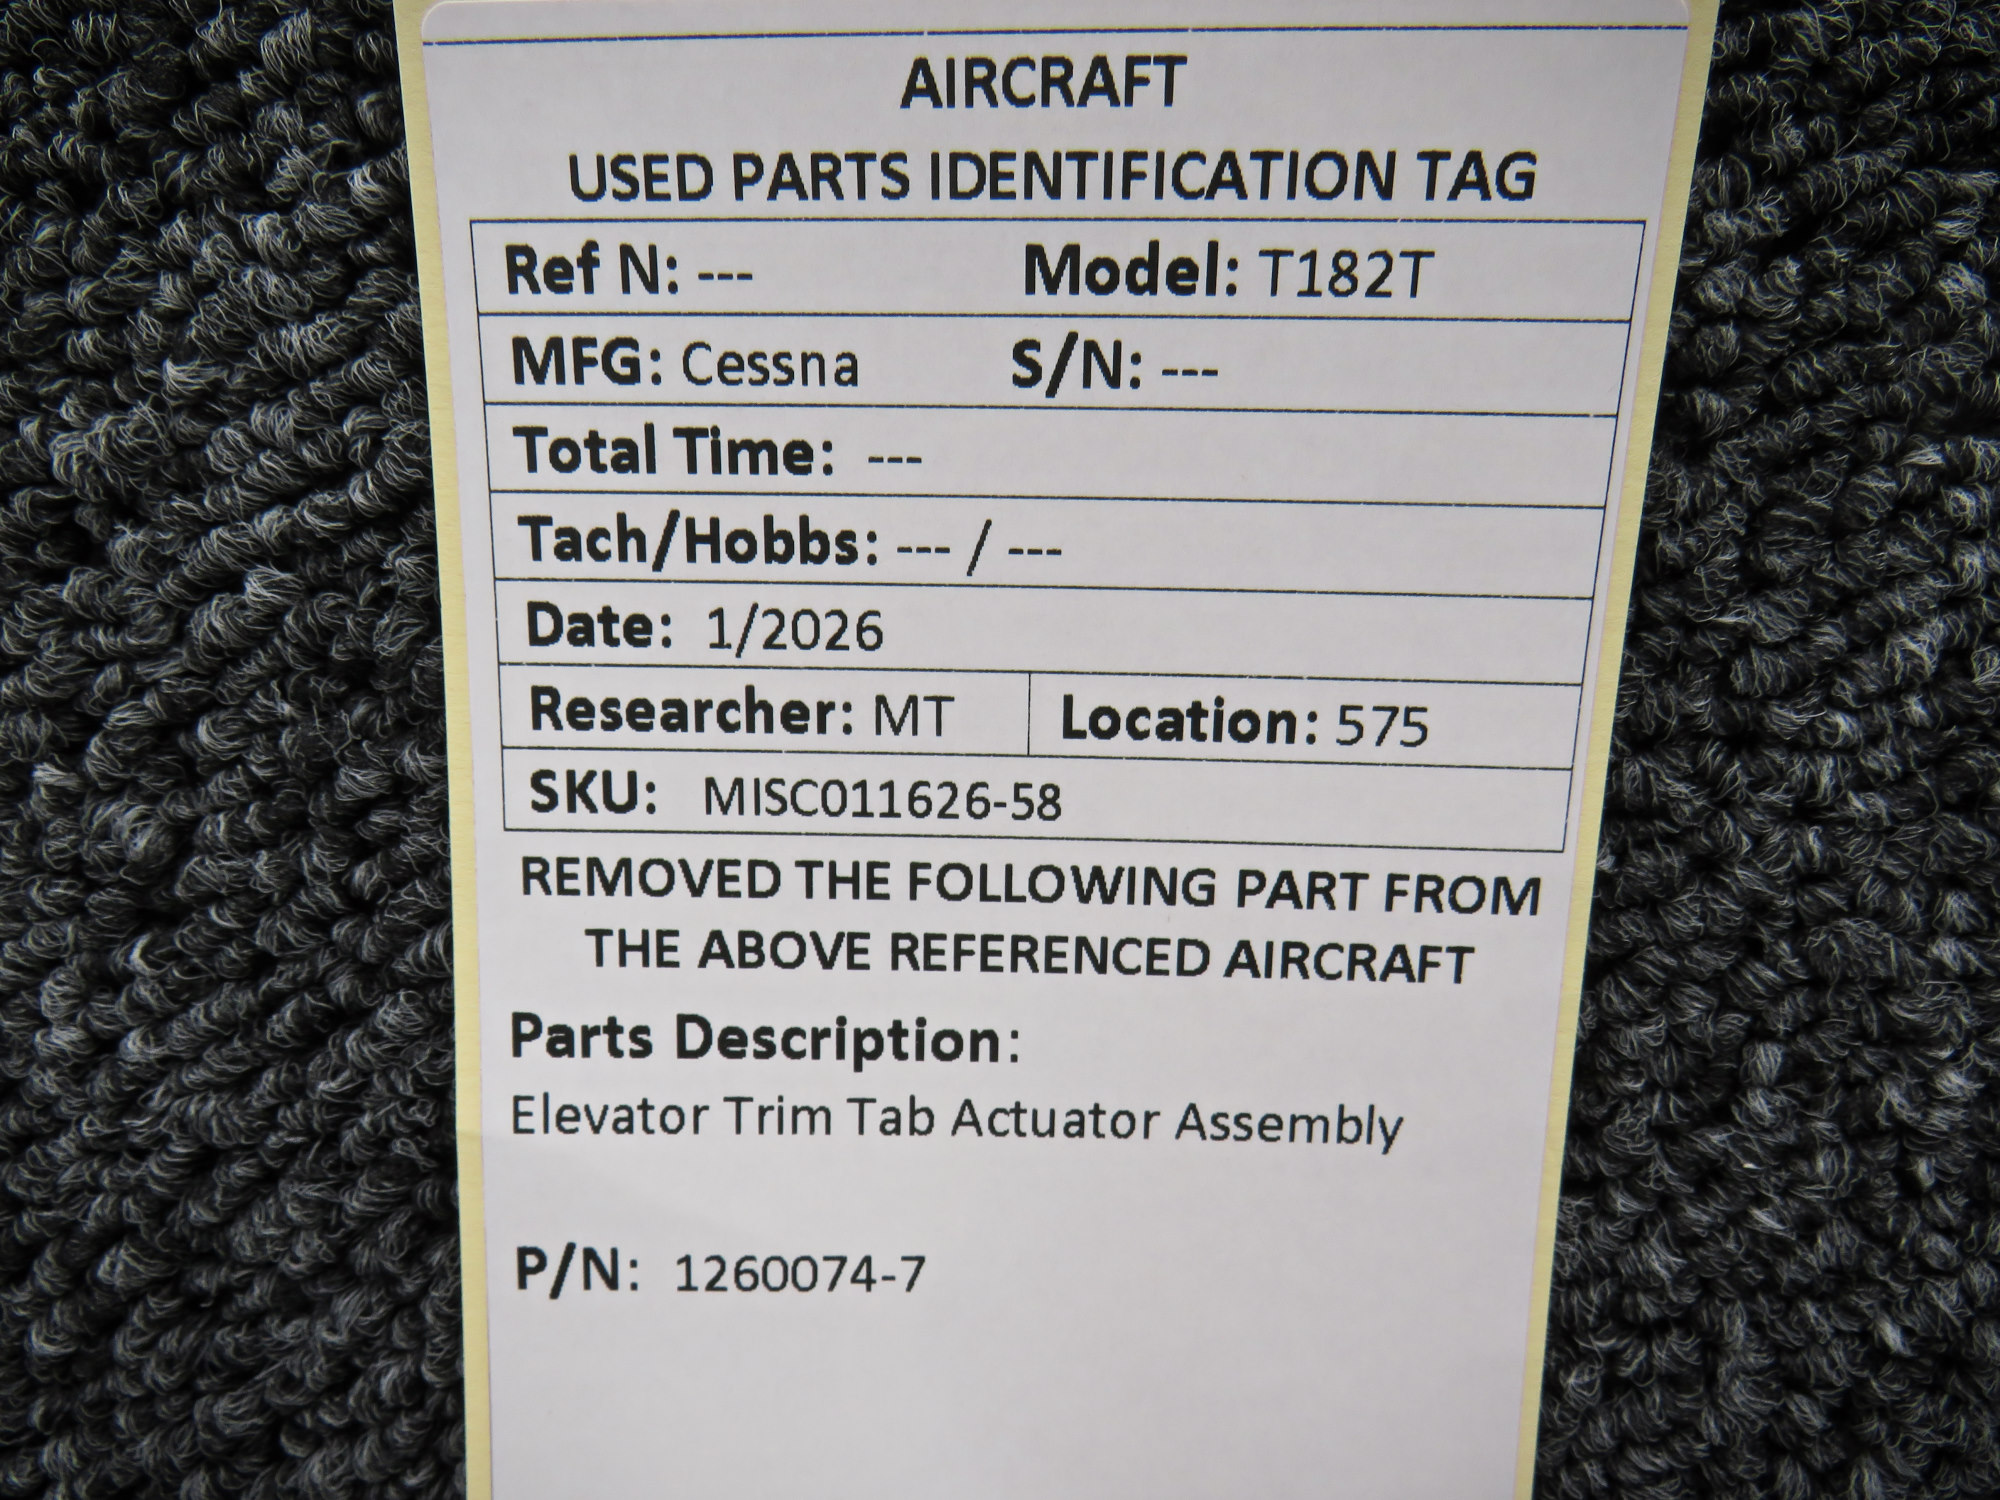 AIRCRAFT
USED PARTS IDENTIFICATION TAG
Ref N: --- Model: T182T
MFG: Cessna S/N: ---
Total Time: ---
Tach/Hobbs: --- / ---
Date: 1/2026
Researcher: MT Location: 575
SKU: MISC011626-58
REMOVED THE FOLLOWING PART FROM
THE ABOVE REFERENCED AIRCRAFT
Parts Description:
Elevator Trim Tab Actuator Assembly
P/N: 1260074-7